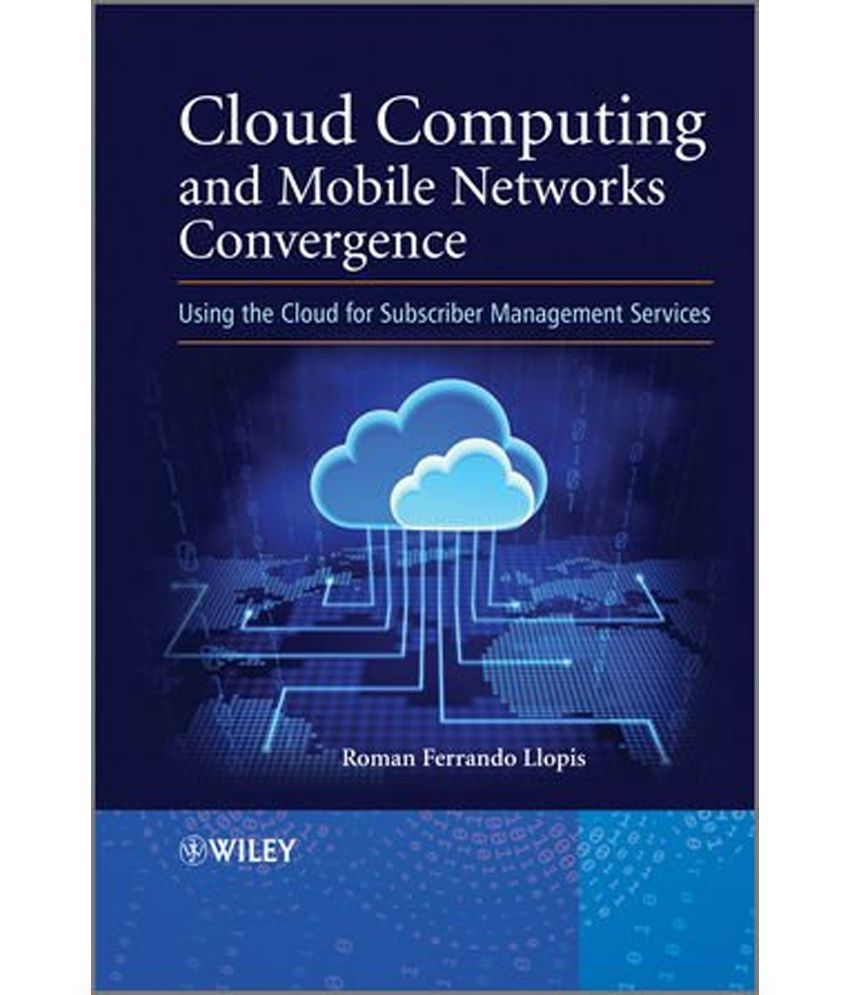 Cloud Computing
and Mobile Networks
Convergence
Using the Cloud for Subscriber Management Services
Roman Ferrando Llopis
WILEY